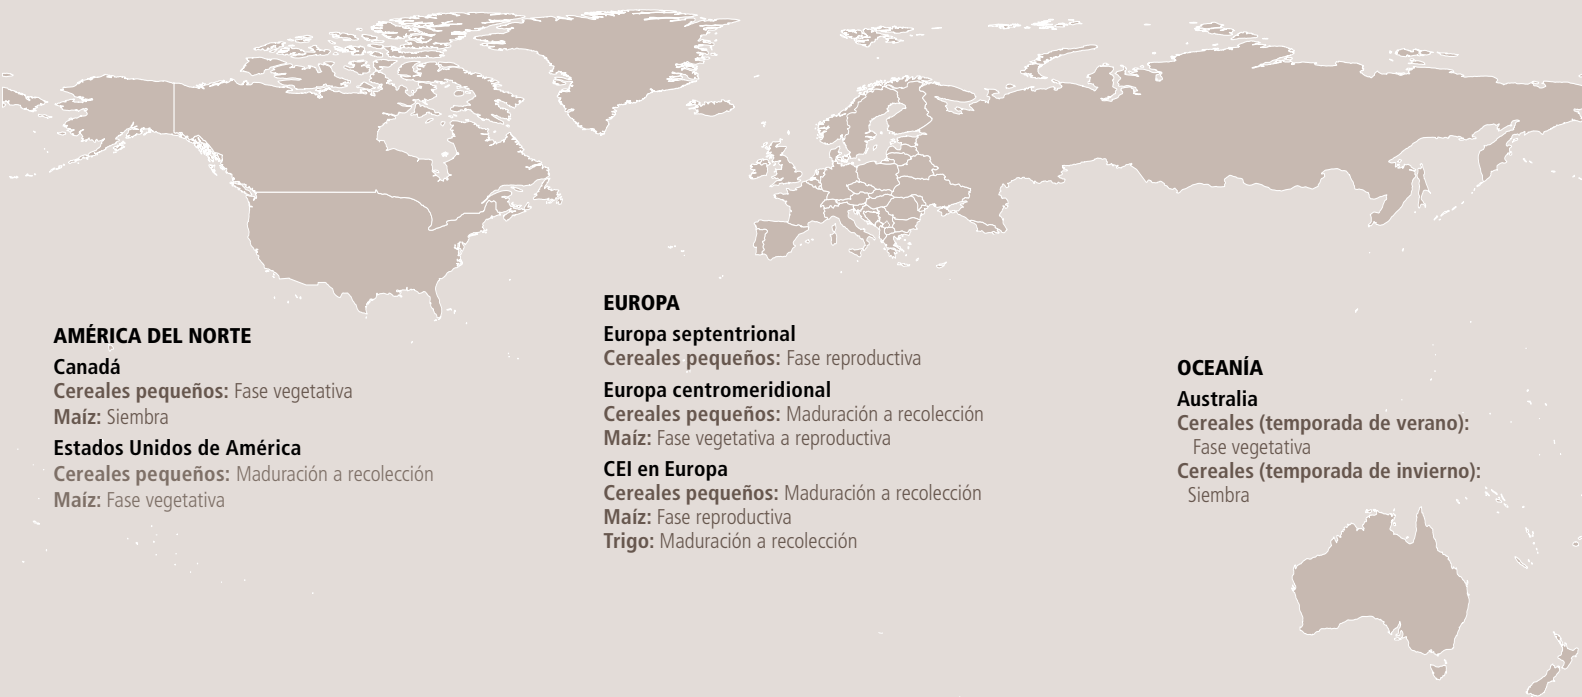 AMÉRICA DEL NORTE
Canadá
Cereales pequeños: Fase vegetativa
Maíz: Siembra
Estados Unidos de América
Cereales pequeños: Maduración a recolección
Maíz: Fase vegetativa
EUROPA
Europa septentrional
Cereales pequeños: Fase reproductiva
Europa centromeridional
Cereales pequeños: Maduración a recolección
Maíz: Fase vegetativa a reproductiva
CEI en Europa
Cereales pequeños: Maduración a recolección
Maíz: Fase reproductiva
Trigo: Maduración a recolección
OCEANÍA
Australia
Cereales (temporada de verano):
Fase vegetativa
Cereales (temporada de invierno):
Siembra